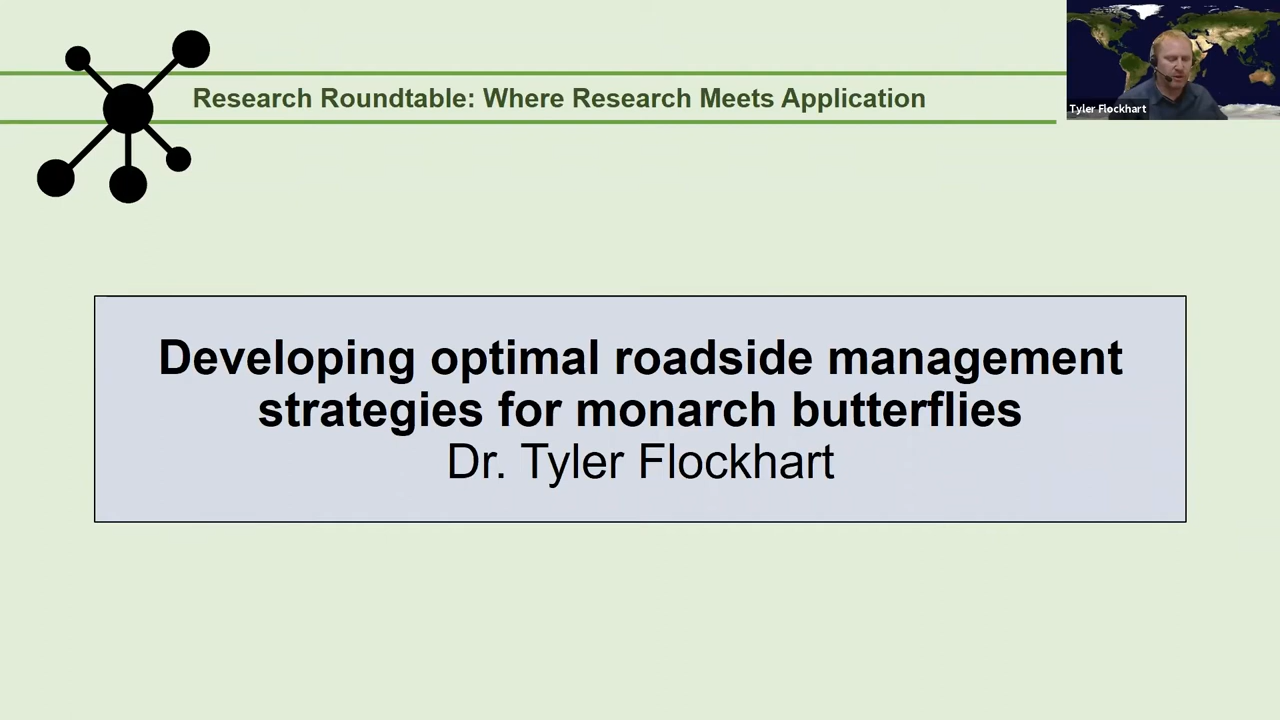 Research Roundtable: Where Research Meets Application
Tyler Flockhart
Developing optimal roadside management
strategies for monarch butterflies
Dr. Tyler Flockhart